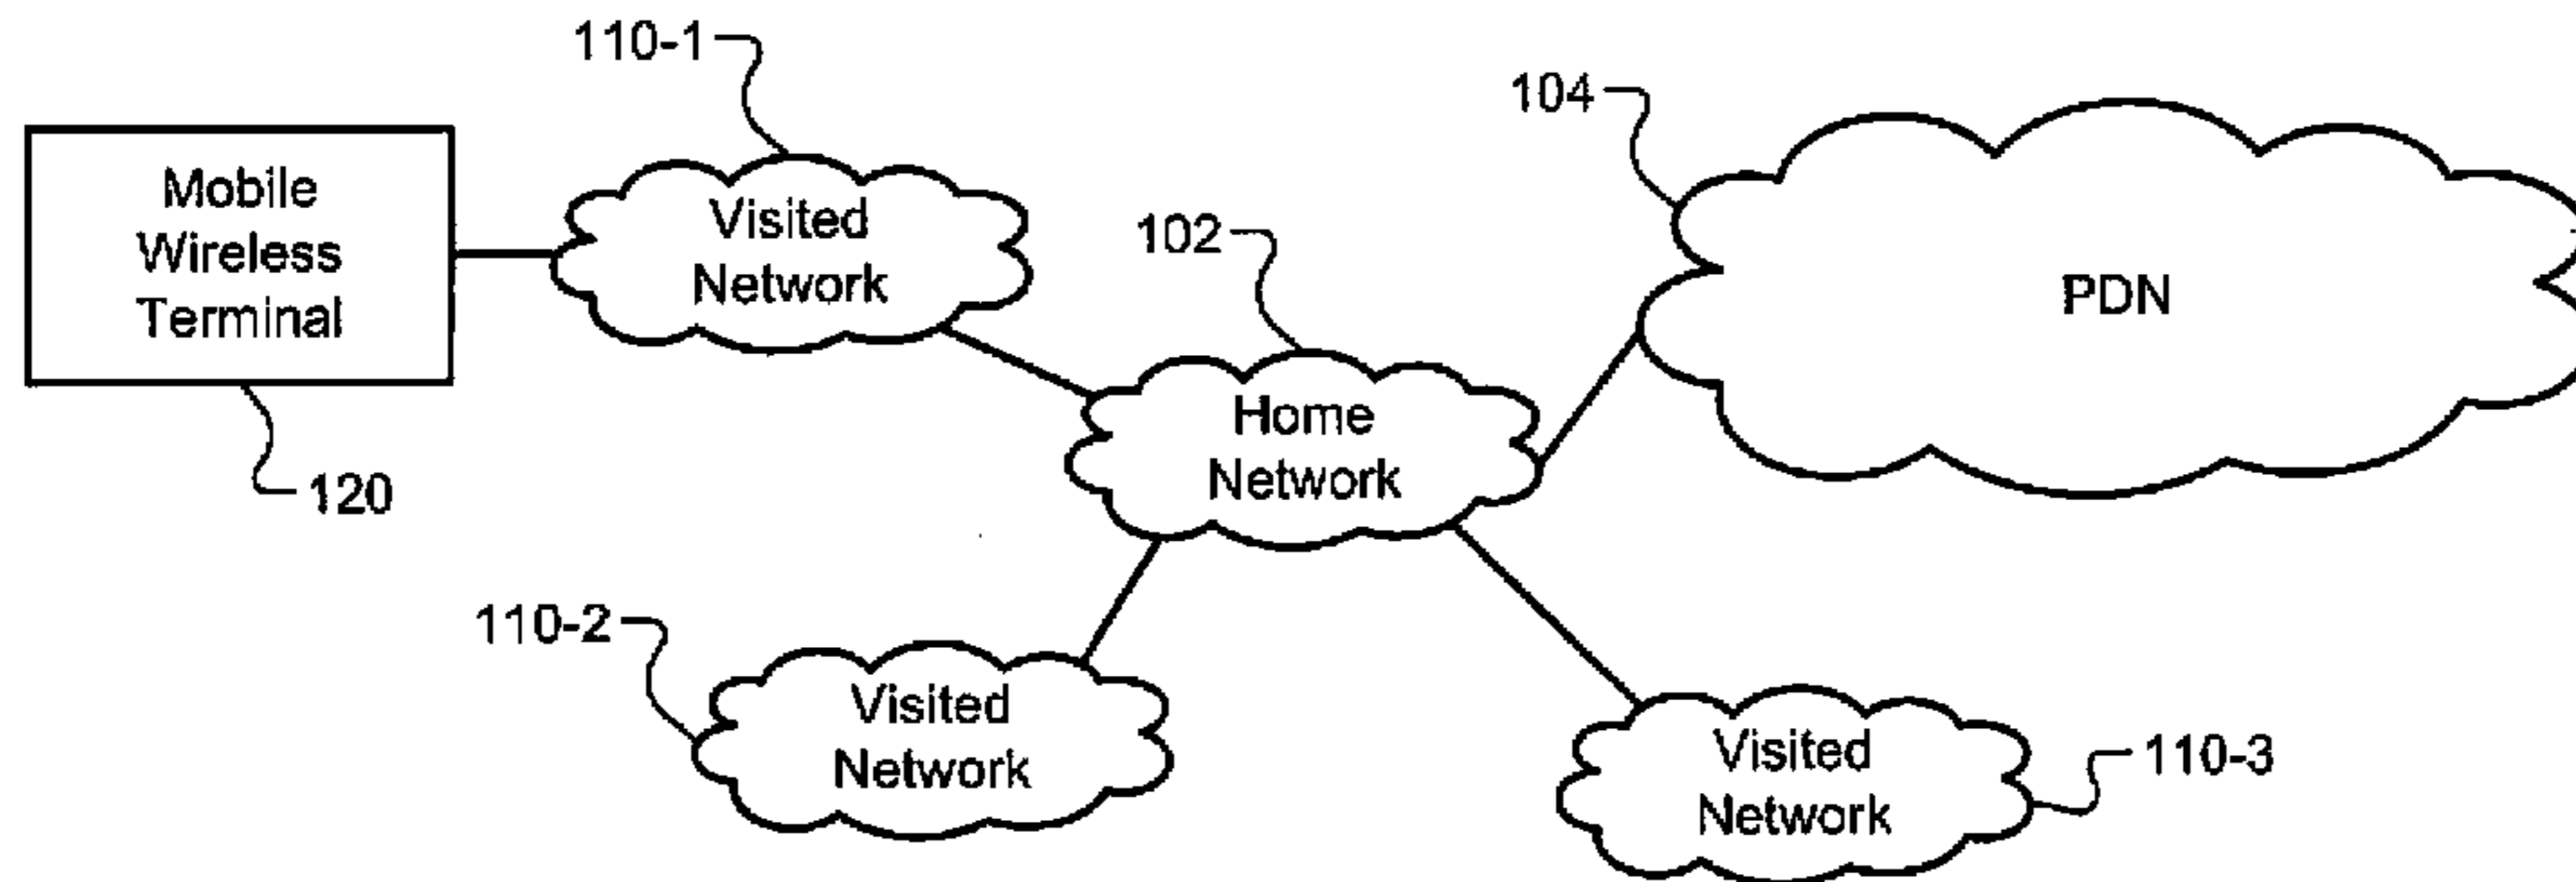 110-1
104
Mobile
Wireless
Terminal
Visited
Network
102
PDN
Home
Network
120
110-2
Visited
Network
Visited
Network
110-3